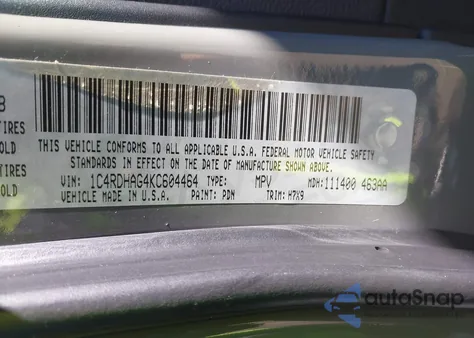 8
TIRES
OLD
TIRES
OLD
THIS VEHICLE CONFORMS TO ALL APPLICABLE U.S.A. FEDERAL MOTOR VEHICLE SAFETY
STANDARDS IN EFFECT ON THE DATE OF MANUFACTURE SHOWN ABOVE.
VIN: 1C4RDHAG4KC604464 TYPE: MPV MDH: 111400 463AA
VEHICLE MADE IN U.S.A. PAINT: PDN TRIM: H7X9
autoSnap